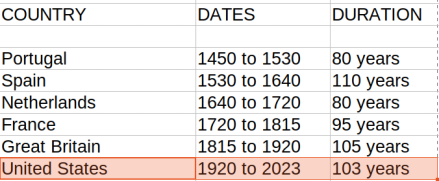 COUNTRY DATES DURATION
Portugal 1450 to 1530 80 years
Spain 1530 to 1640 110 years
Netherlands 1640 to 1720 80 years
France 1720 to 1815 95 years
Great Britain 1815 to 1920 105 years
United States 1920 to 2023 103 years